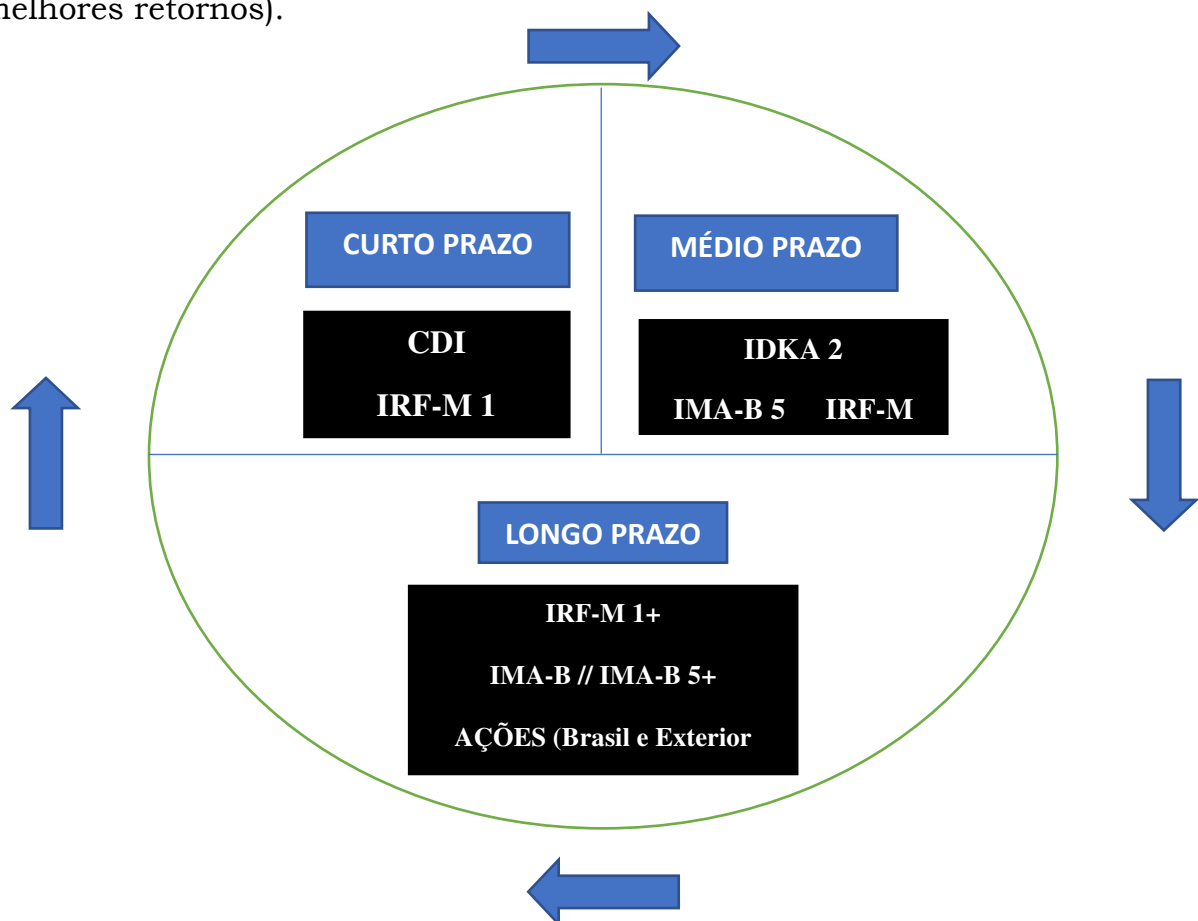 nelhores retornos).
CURTO PRAZO
CDI
IRF-M 1
MÉDIO PRAZO
IDKA 2
IMA-B 5 IRF-M
LONGO PRAZO
IRF-M 1+
IMA-B // IMA-B 5+
AÇÕES (Brasil e Exterior